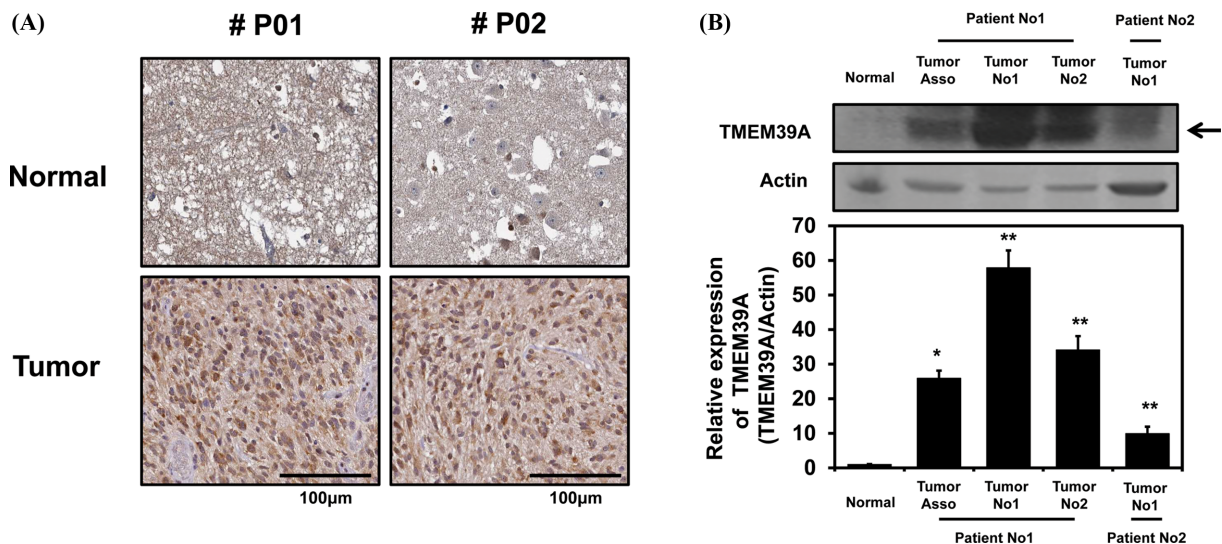 (A)
# P01
# P02
Normal
Tumor
100µm
100µm
(B)
Patient No1
Patient No2
Normal
Tumor
Asso
Tumor
No1
Tumor
No2
Tumor
No1
TMEM39A
Actin
Relative expression
of TMEM39A
(TMEM39A/Actin)
70
60
50
40
30
20
10
0
*
**
**
**
Normal
Tumor
Asso
Tumor
No1
Tumor
No2
Tumor
No1
Patient No1
Patient No2